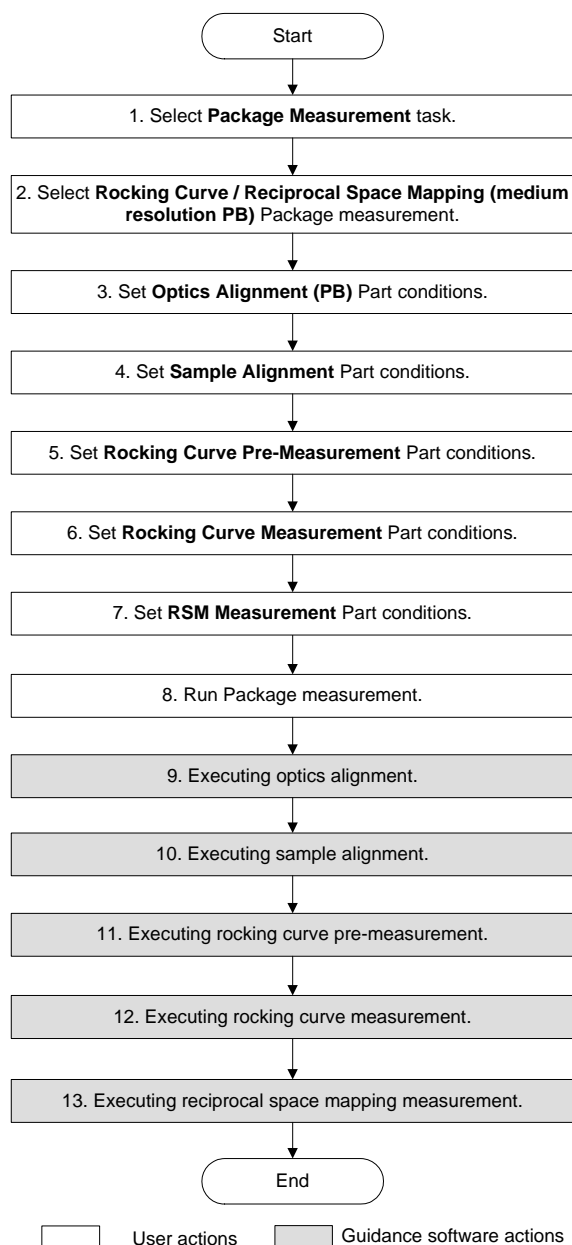 Start
1. Select Package Measurement task.
2. Select Rocking Curve / Reciprocal Space Mapping (medium
resolution PB) Package measurement.
3. Set Optics Alignment (PB) Part conditions.
4. Set Sample Alignment Part conditions.
5. Set Rocking Curve Pre-Measurement Part conditions.
6. Set Rocking Curve Measurement Part conditions.
7. Set RSM Measurement Part conditions.
8. Run Package measurement.
9. Executing optics alignment.
10. Executing sample alignment.
11. Executing rocking curve pre-measurement.
12. Executing rocking curve measurement.
13. Executing reciprocal space mapping measurement.
End
User actions Guidance software actions